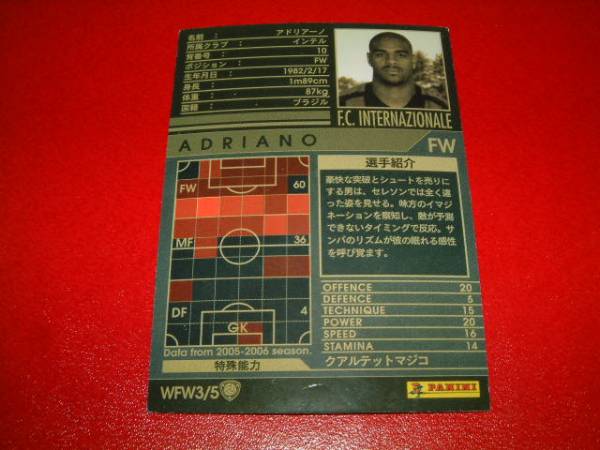 名前 : アドリアーノ
所属クラブ : インテル
背番号 : 10
ポジション : FW
生年月日 : 1982/2/17
身長 : 1m89cm
体重 : 87kg
国籍 : ブラジル
F.C. INTERNAZIONALE
ADRIANO
FW
FW 60
MF 36
DF 4
GK
Data from 2005-2006 season.
選手紹介
豪快な突破とシュートを売りに
する男は、セレソンでは全く違
った姿を見せる。味方のイマジ
ネーションを察知し、敵が予測
できないタイミングで反応。サ
ンバのリズムが彼の眠れる感性
を呼び覚ます。
OFFENCE 20
DEFENCE 5
TECHNIQUE 15
POWER 20
SPEED 16
STAMINA 14
特殊能力
クアルテットマジコ
WFW3/5
PANINI